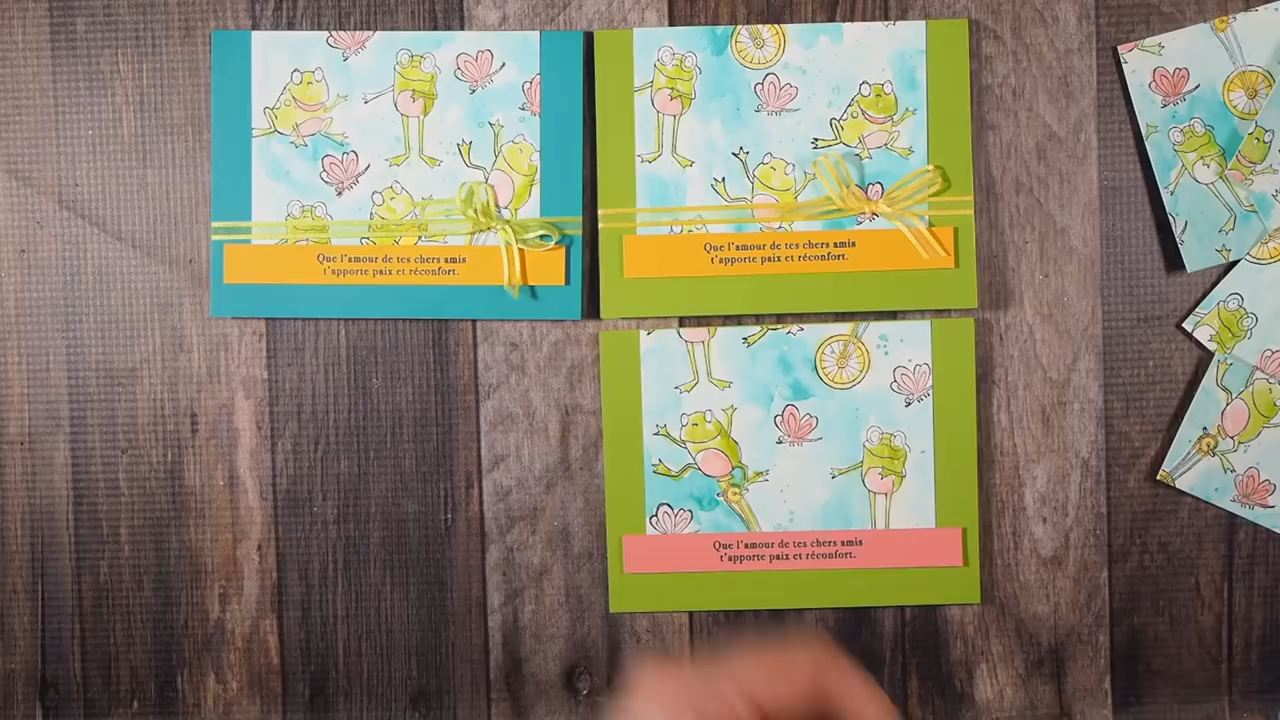 Que l'amour de tes chers amis
t'apporte paix et réconfort.
Que l'amour de tes chers amis
t'apporte paix et réconfort.
Que l'amour de tes chers amis
t'apporte paix et réconfort.